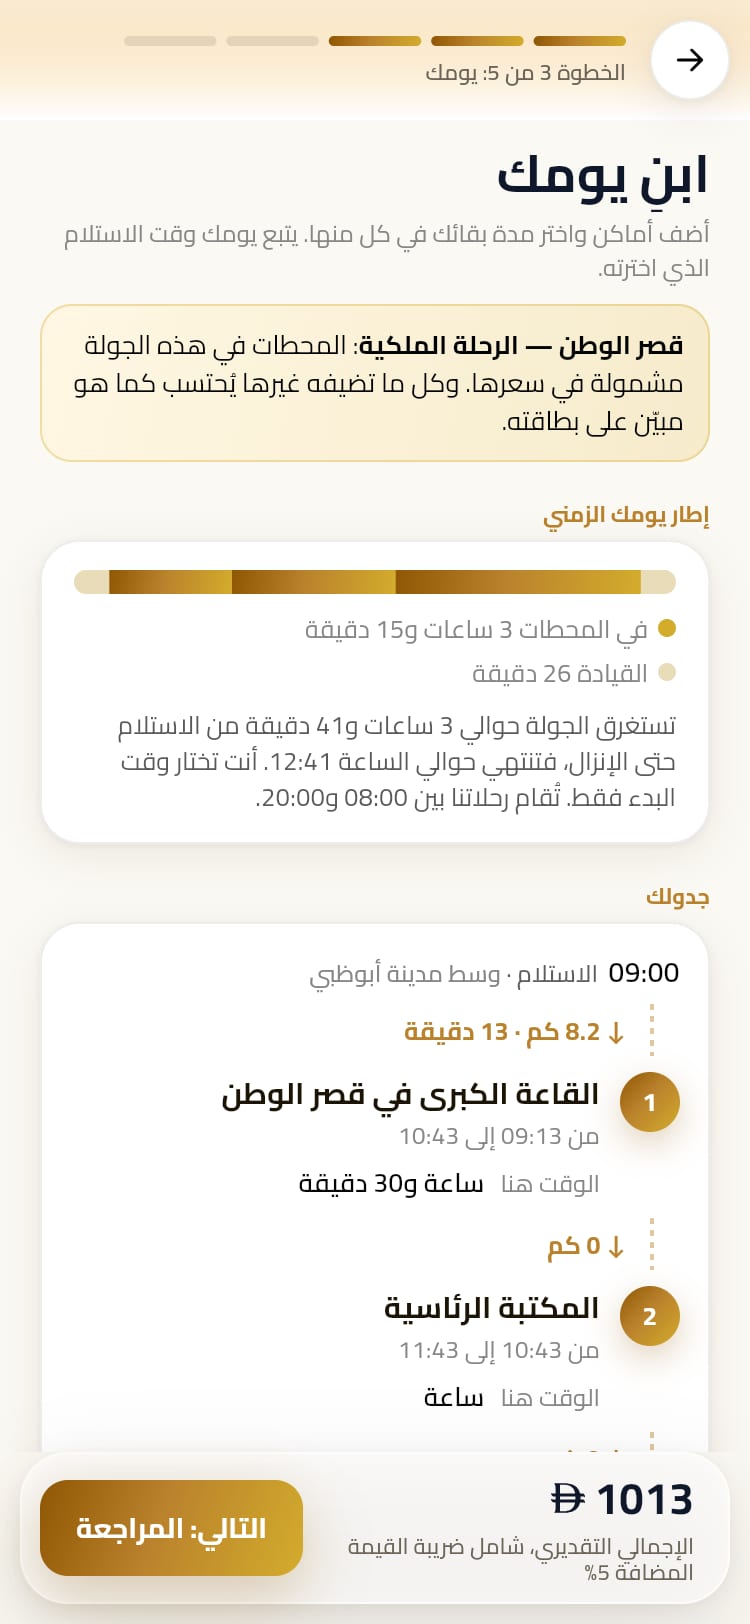 الخطوة 3 من 5: يومك
ابنِ يومك
أضف أماكن واختر مدة بقائك في كل منها. يتبع يومك وقت الاستلام
الذي اخترته.
قصر الوطن — الرحلة الملكية: المحطات في هذه الجولة
مشمولة في سعرها. وكل ما تضيفه غيرها يُحتسب كما هو
مبيّن على بطاقته.
إطار يومك الزمني
في المحطات 3 ساعات و15 دقيقة
القيادة 26 دقيقة
تستغرق الجولة حوالي 3 ساعات و41 دقيقة من الاستلام
حتى الإنزال، فتنتهي حوالي الساعة 12:41. أنت تختار وقت
البدء فقط. تُقام رحلاتنا بين 08:00 و20:00.
جدولك
09:00 الاستلام · وسط مدينة أبوظبي
↓ 8.2 كم · 13 دقيقة
1 القاعة الكبرى في قصر الوطن
من 09:13 إلى 10:43
الوقت هنا ساعة و30 دقيقة
↓ 0 كم
2 المكتبة الرئاسية
من 10:43 إلى 11:43
الوقت هنا ساعة
1013
الإجمالي التقديري، شامل ضريبة القيمة
المضافة 5%
التالي: المراجعة